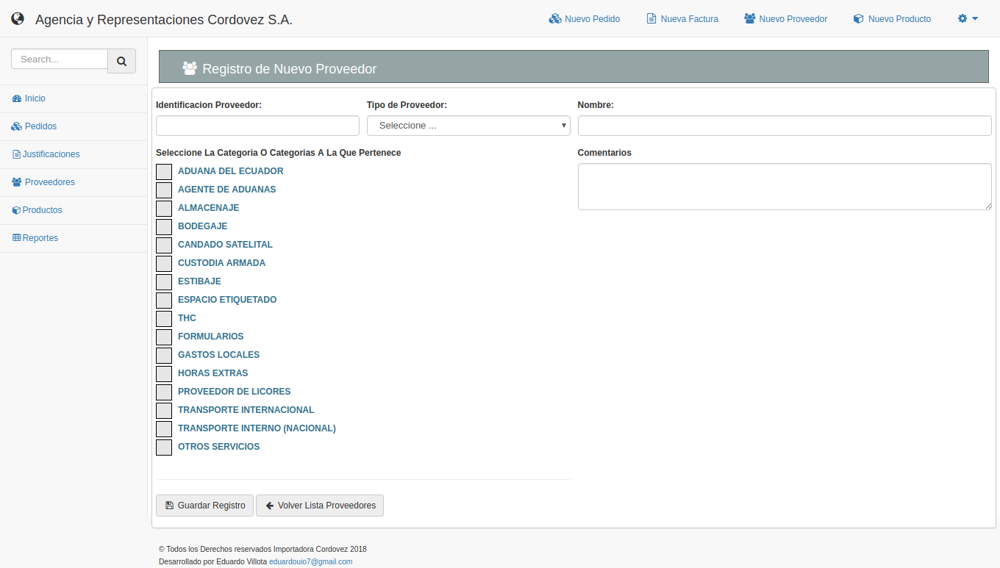 Agencia y Representaciones Cordovez S.A.
Nuevo Pedido
Nueva Factura
Nuevo Proveedor
Nuevo Producto
Search...
Inicio
Pedidos
Justificaciones
Proveedores
Productos
Reportes
Registro de Nuevo Proveedor
Identificacion Proveedor:
Tipo de Proveedor:
Nombre:
Seleccione ...
Seleccione La Categoria O Categorias A La Que Pertenece
Comentarios
ADUANA DEL ECUADOR
AGENTE DE ADUANAS
ALMACENAJE
BODEGAJE
CANDADO SATELITAL
CUSTODIA ARMADA
ESTIBAJE
ESPACIO ETIQUETADO
THC
FORMULARIOS
GASTOS LOCALES
HORAS EXTRAS
PROVEEDOR DE LICORES
TRANSPORTE INTERNACIONAL
TRANSPORTE INTERNO (NACIONAL)
OTROS SERVICIOS
Guardar Registro
Volver Lista Proveedores
© Todos los Derechos reservados Importadora Cordovez 2018
Desarrollado por Eduardo Villota eduardouio7@gmail.com